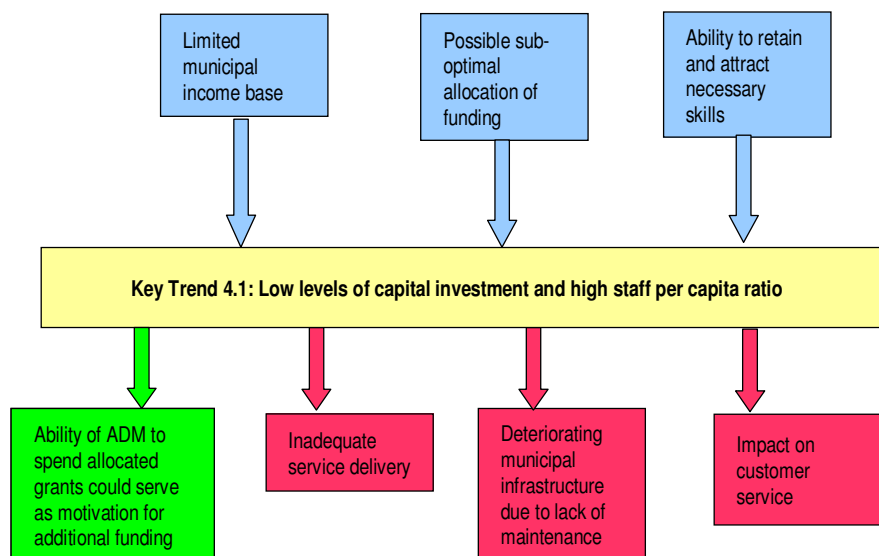 Limited
municipal
income base
Possible sub-
optimal
allocation of
funding
Ability to retain
and attract
necessary
skills
Key Trend 4.1: Low levels of capital investment and high staff per capita ratio
Ability of ADM to
spend allocated
grants could serve
as motivation for
additional funding
Inadequate
service delivery
Deteriorating
municipal
infrastructure
due to lack of
maintenance
Impact on
customer
service